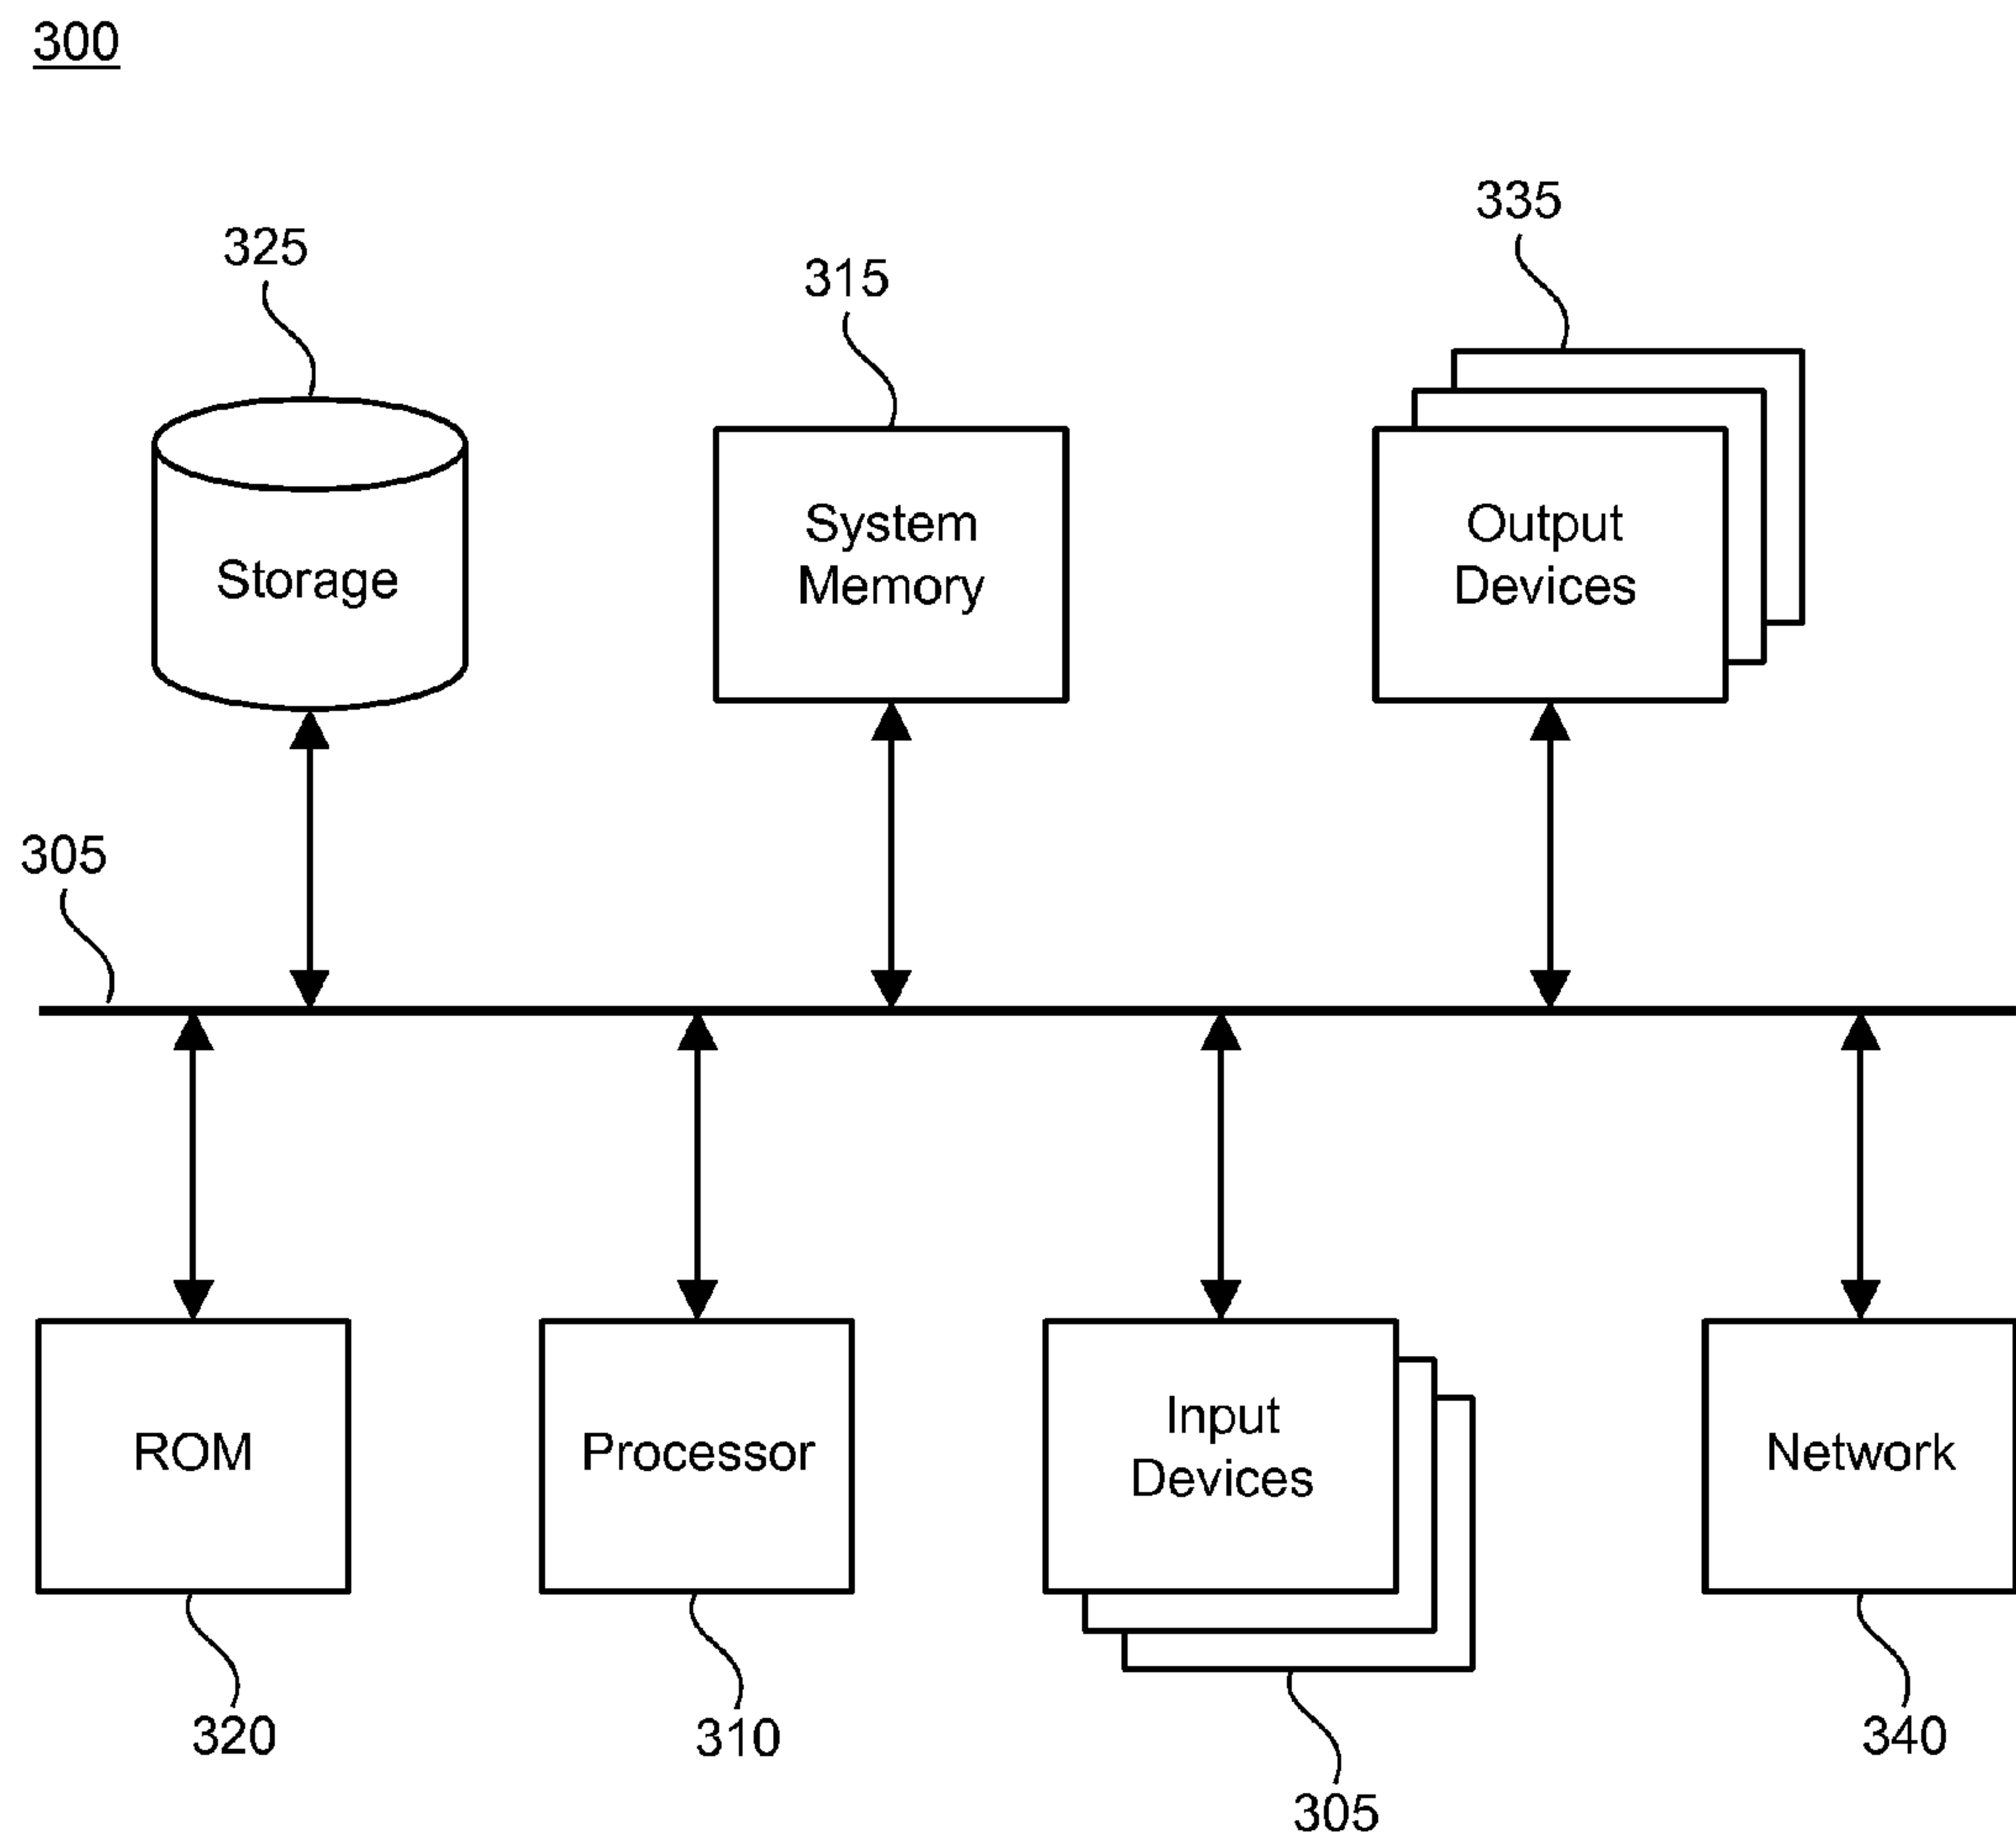 300
335
325
315
System
Memory
Output
Devices
Storage
305
ROM
Processor
Input
Devices
Network
320
310
340
305